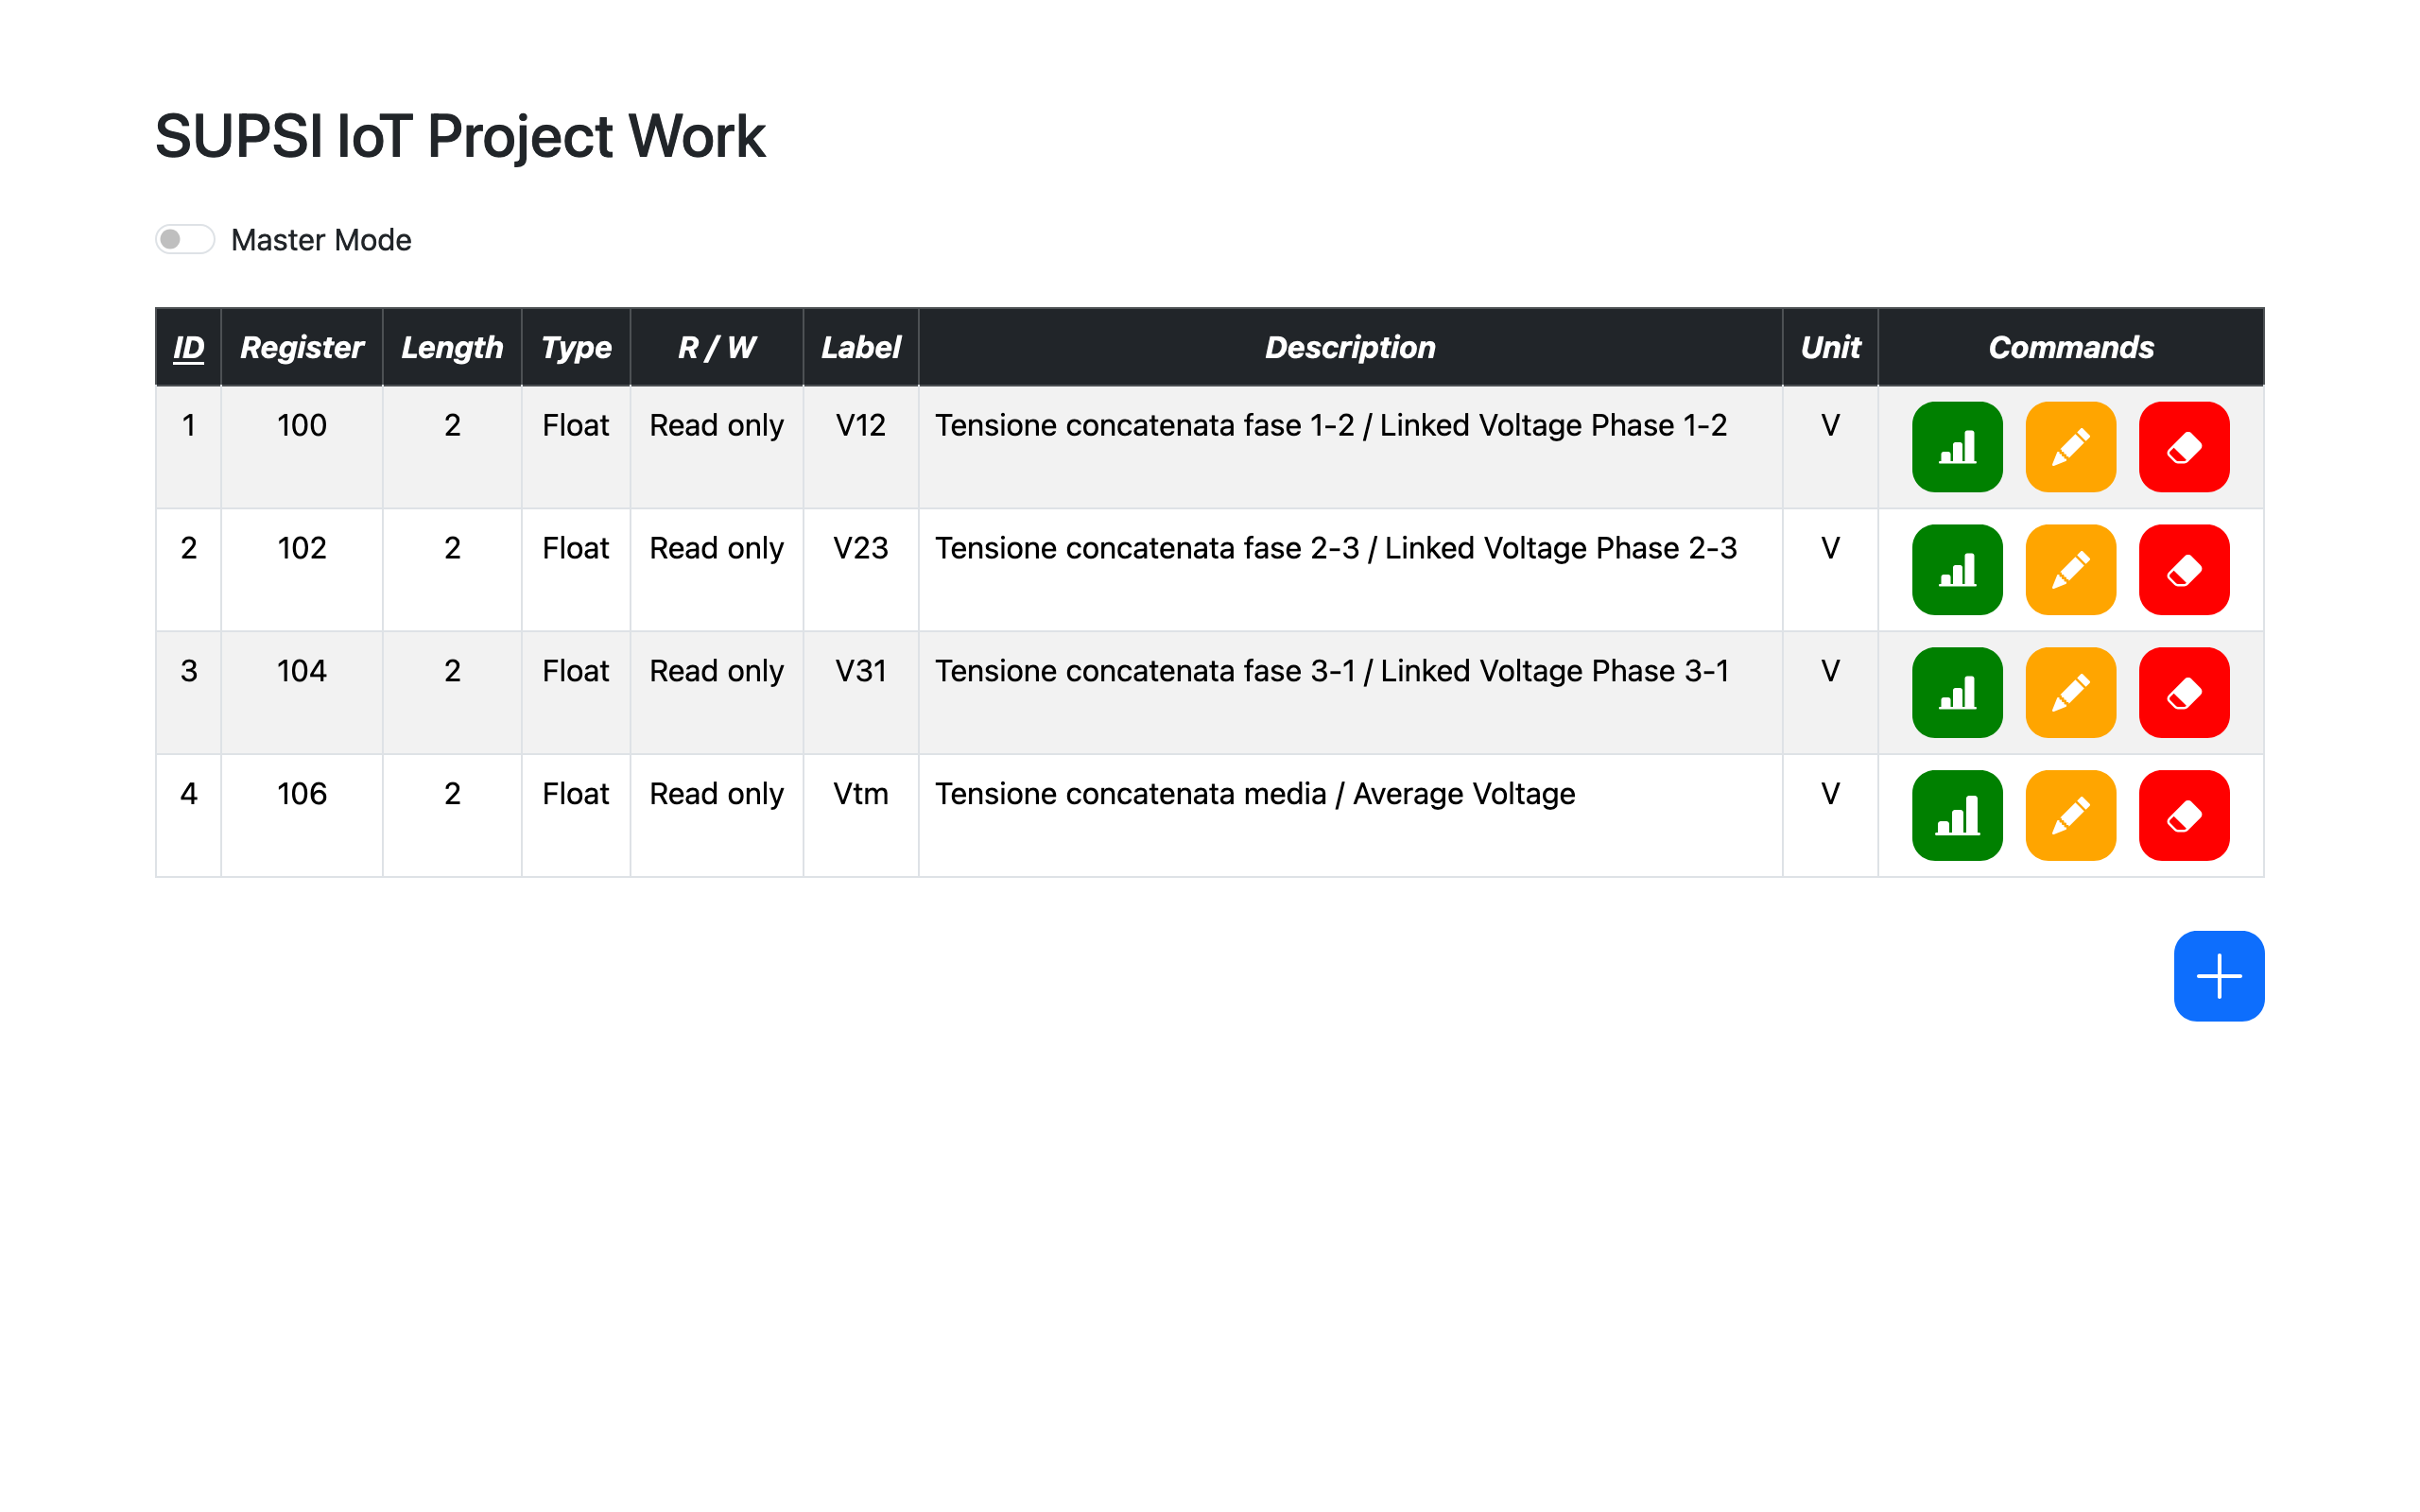 SUPSI IoT Project Work
Master Mode
ID Register Length Type R / W Label Description Unit Commands
1 100 2 Float Read only V12 Tensione concatenata fase 1-2 / Linked Voltage Phase 1-2 V
2 102 2 Float Read only V23 Tensione concatenata fase 2-3 / Linked Voltage Phase 2-3 V
3 104 2 Float Read only V31 Tensione concatenata fase 3-1 / Linked Voltage Phase 3-1 V
4 106 2 Float Read only Vtm Tensione concatenata media / Average Voltage V